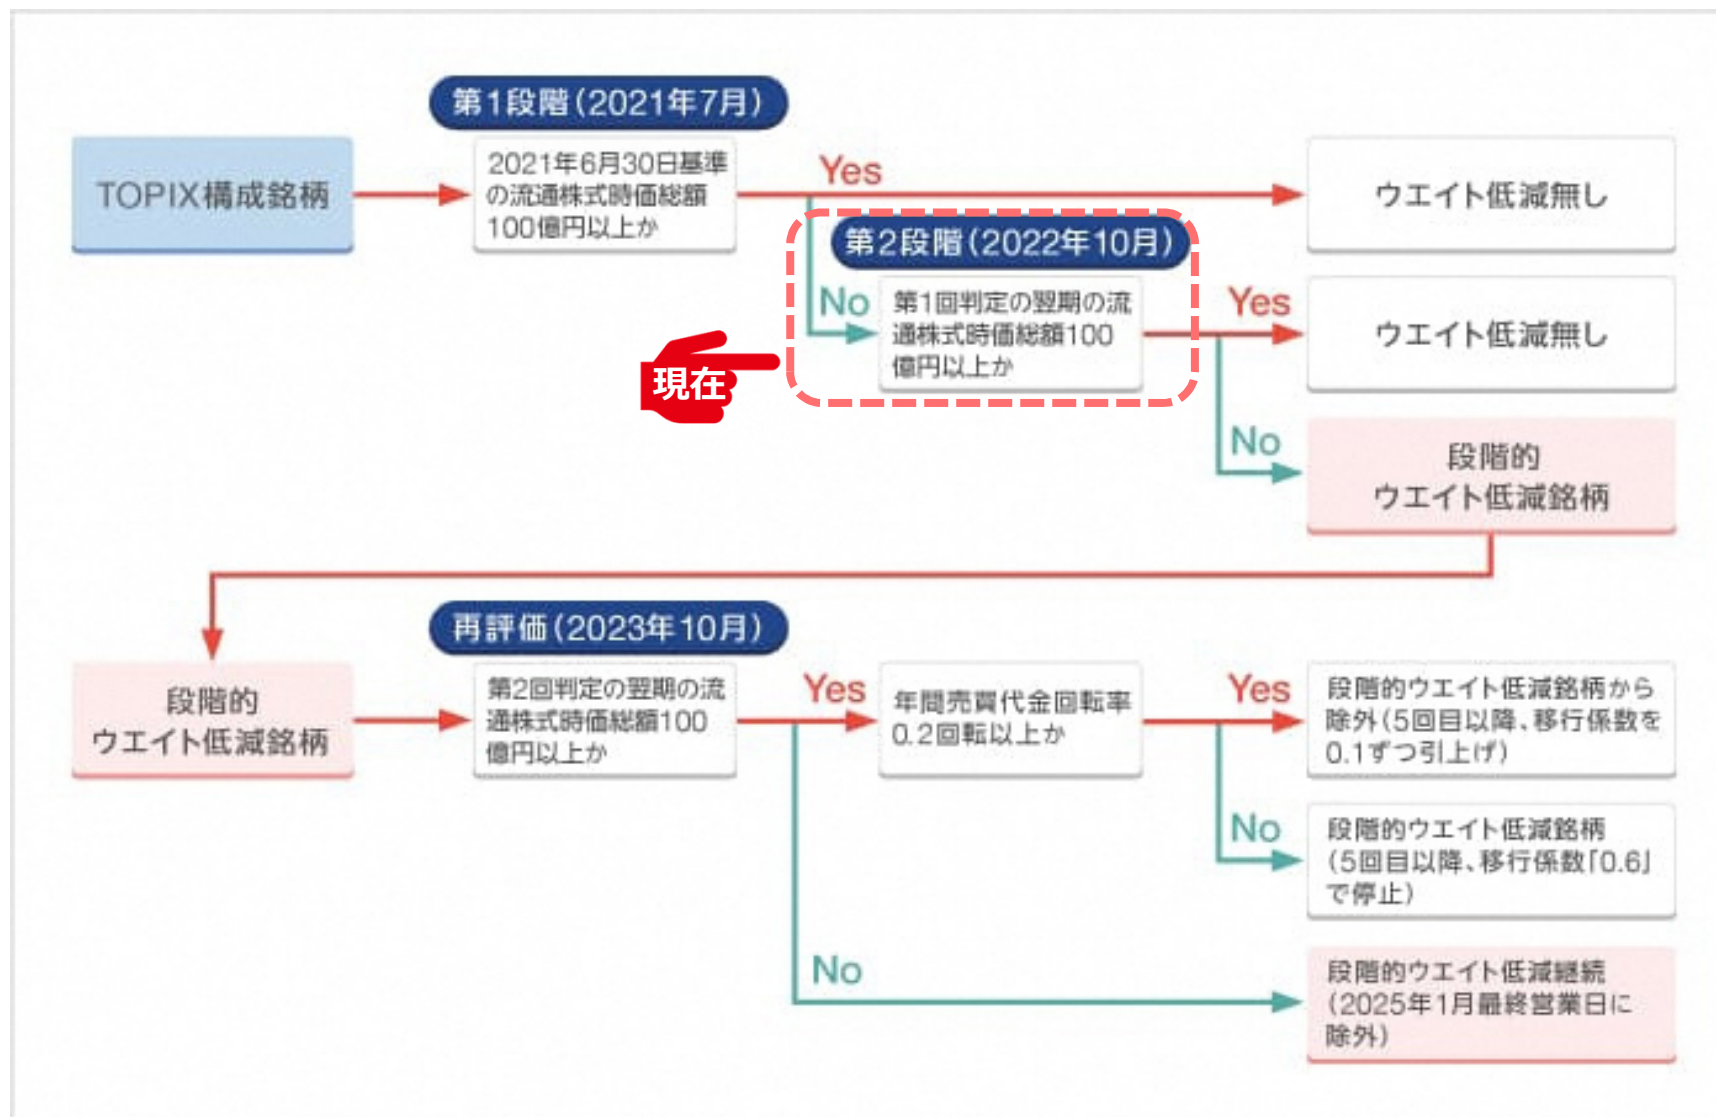 第1段階(2021年7月)
TOPIX構成銘柄
2021年6月30日基準
の流通株式時価総額
100億円以上か
Yes
ウエイト低減無し
第2段階(2022年10月)
No
第1回判定の翌期の流
通株式時価総額100
億円以上か
Yes
ウエイト低減無し
現在
No
段階的
ウエイト低減銘柄
再評価(2023年10月)
段階的
ウエイト低減銘柄
第2回判定の翌期の流
通株式時価総額100
億円以上か
Yes
年間売買代金回転率
0.2回転以上か
Yes
段階的ウエイト低減銘柄から
除外(5回目以降、移行係数を
0.1ずつ引上げ)
No
段階的ウエイト低減銘柄
(5回目以降、移行係数「0.6」
で停止)
No
段階的ウエイト低減継続
(2025年1月最終営業日に
除外)